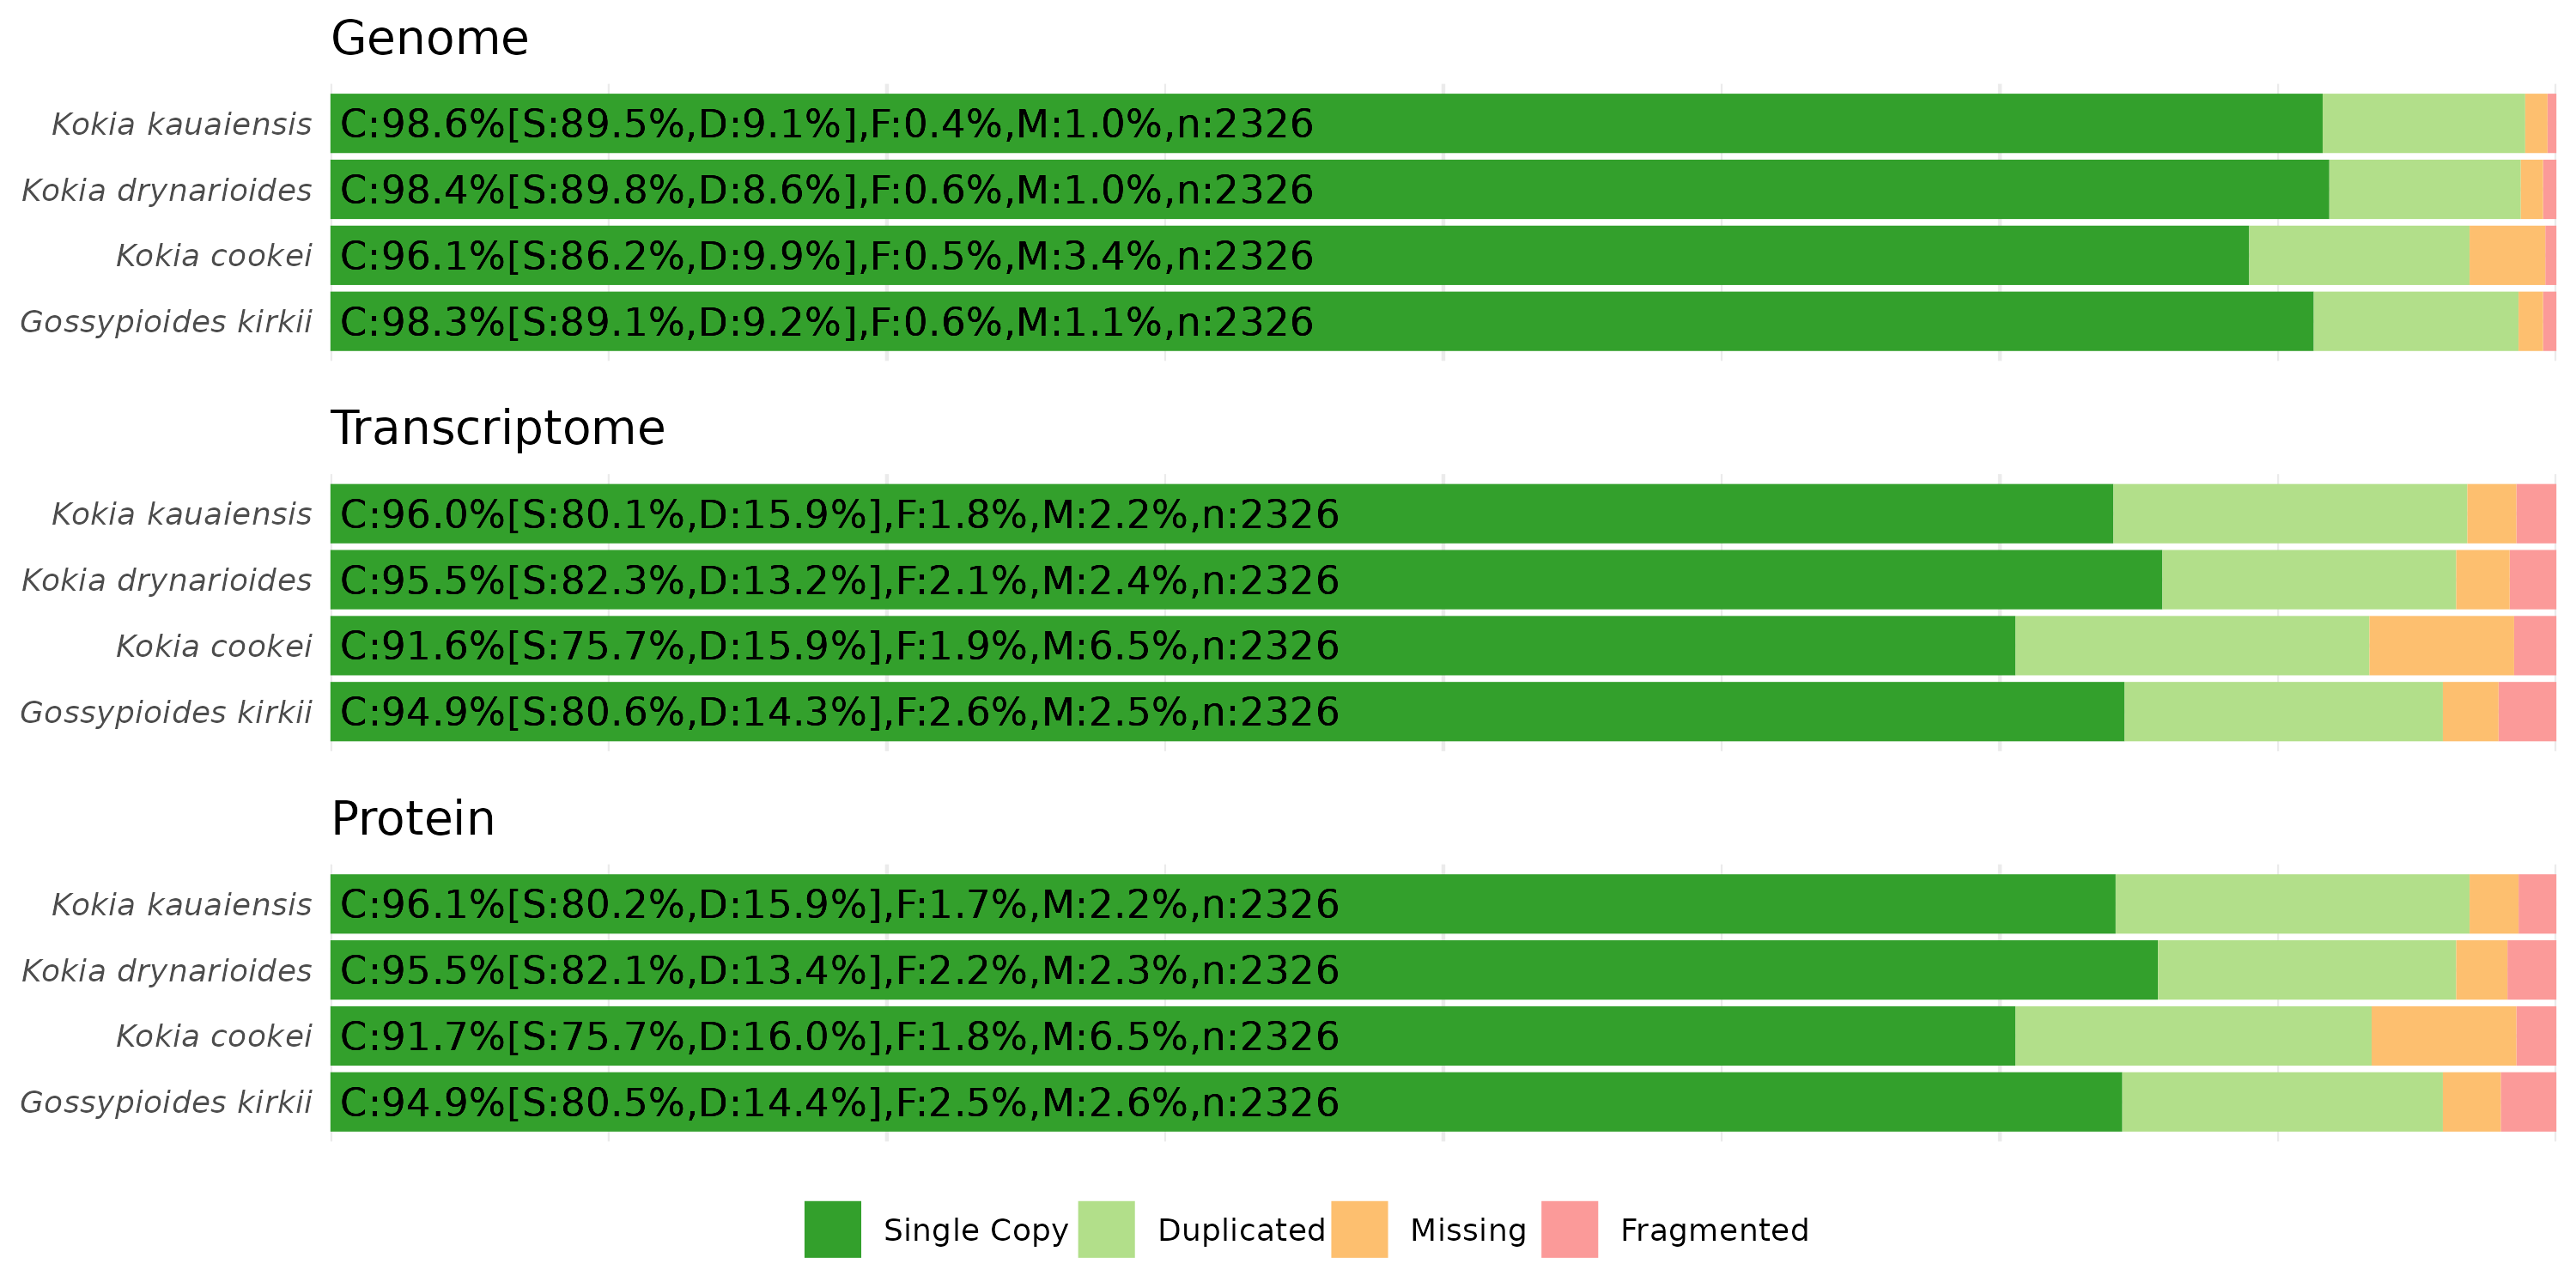 Genome
Kokia kauaiensis C:98.6%[S:89.5%,D:9.1%],F:0.4%,M:1.0%,n:2326
Kokia drynarioides C:98.4%[S:89.8%,D:8.6%],F:0.6%,M:1.0%,n:2326
Kokia cookei C:96.1%[S:86.2%,D:9.9%],F:0.5%,M:3.4%,n:2326
Gossypioides kirkii C:98.3%[S:89.1%,D:9.2%],F:0.6%,M:1.1%,n:2326
Transcriptome
Kokia kauaiensis C:96.0%[S:80.1%,D:15.9%],F:1.8%,M:2.2%,n:2326
Kokia drynarioides C:95.5%[S:82.3%,D:13.2%],F:2.1%,M:2.4%,n:2326
Kokia cookei C:91.6%[S:75.7%,D:15.9%],F:1.9%,M:6.5%,n:2326
Gossypioides kirkii C:94.9%[S:80.6%,D:14.3%],F:2.6%,M:2.5%,n:2326
Protein
Kokia kauaiensis C:96.1%[S:80.2%,D:15.9%],F:1.7%,M:2.2%,n:2326
Kokia drynarioides C:95.5%[S:82.1%,D:13.4%],F:2.2%,M:2.3%,n:2326
Kokia cookei C:91.7%[S:75.7%,D:16.0%],F:1.8%,M:6.5%,n:2326
Gossypioides kirkii C:94.9%[S:80.5%,D:14.4%],F:2.5%,M:2.6%,n:2326
Single Copy Duplicated Missing Fragmented